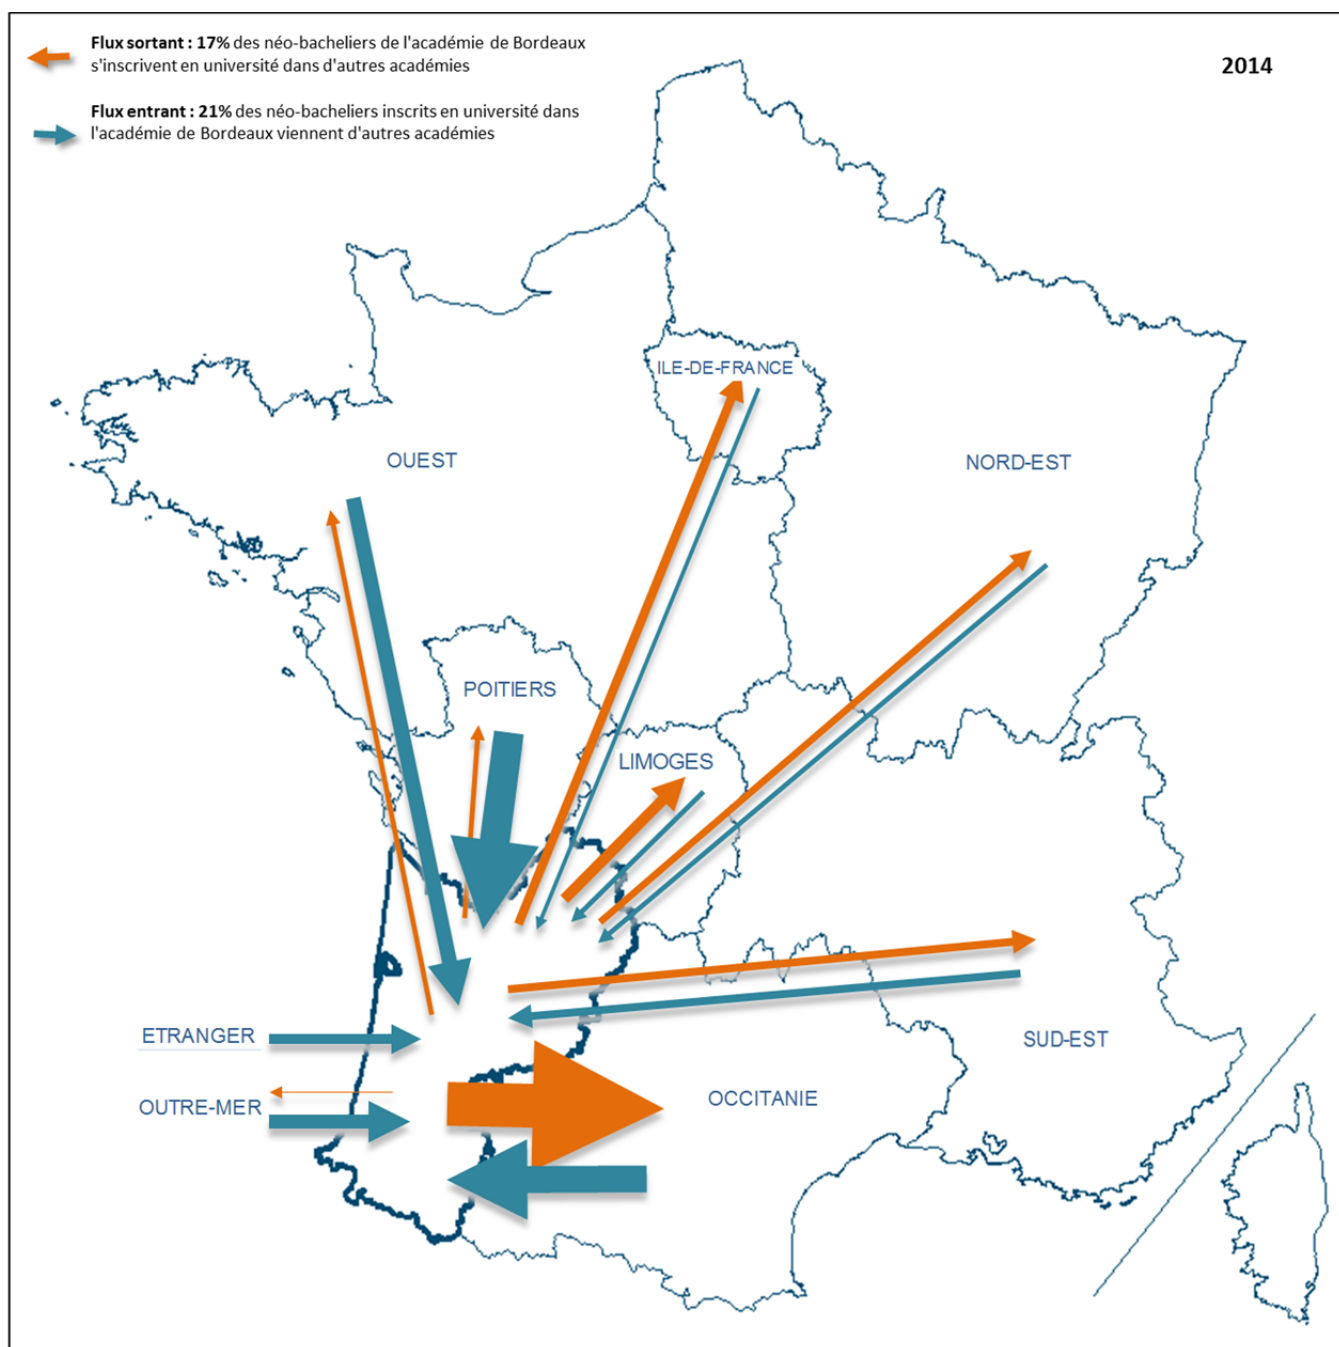 Flux sortant : 17% des néo-bacheliers de l'académie de Bordeaux
s'inscrivent en université dans d'autres académies
2014
Flux entrant : 21% des néo-bacheliers inscrits en université dans
l'académie de Bordeaux viennent d'autres académies
ILE-DE-FRANCE
OUEST
NORD-EST
POITIERS
LIMOGES
ETRANGER
SUD-EST
OUTRE-MER
OCCITANIE